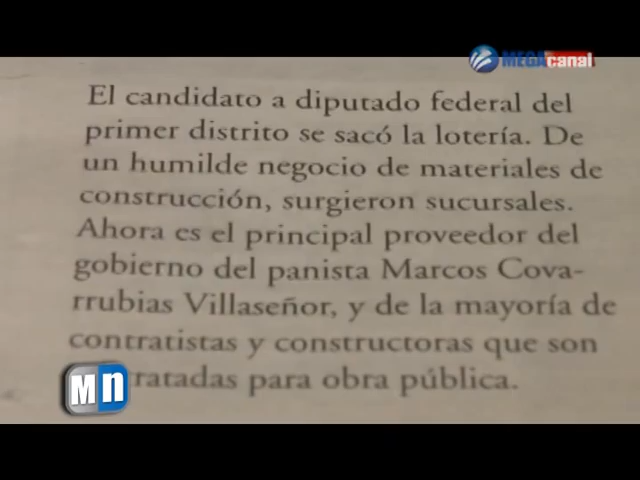 MEGAcanal
El candidato a diputado federal del
primer distrito se sacó la lotería. De
un humilde negocio de materiales de
construcción, surgieron sucursales.
Ahora es el principal proveedor del
gobierno del panista Marcos Cova-
rrubias Villaseñor, y de la mayoría de
contratistas y constructoras que son
tratadas para obra pública.
Mn